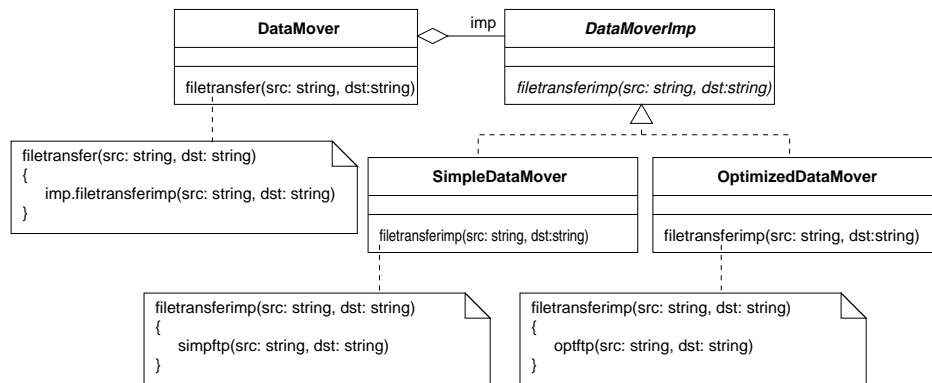 DataMover
imp
DataMoverImp
filetransfer(src: string, dst:string)
filetransferimp(src: string, dst:string)
filetransfer(src: string, dst: string)
{
imp.filetransferimp(src: string, dst: string)
}
SimpleDataMover
OptimizedDataMover
filetransferimp(src: string, dst:string)
filetransferimp(src: string, dst:string)
filetransferimp(src: string, dst: string)
{
simpftp(src: string, dst: string)
}
filetransferimp(src: string, dst: string)
{
optftp(src: string, dst: string)
}